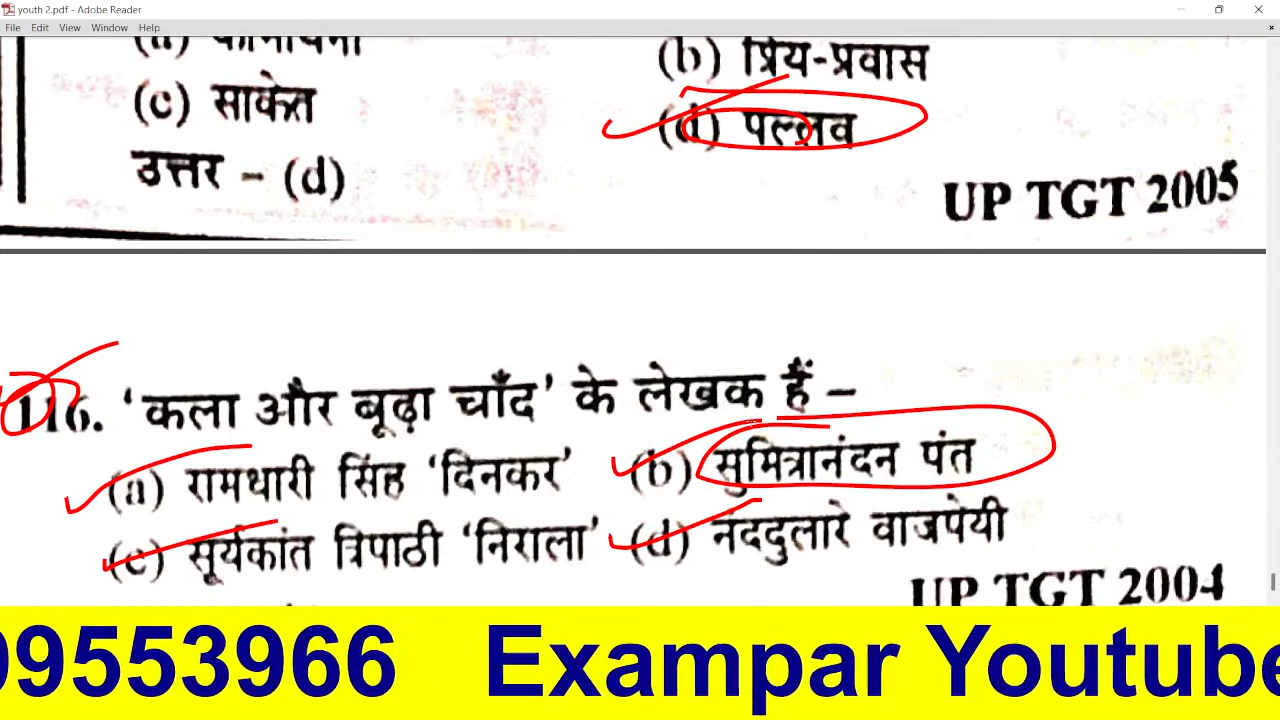 youth 2.pdf - Adobe Reader
File Edit View Window Help
(b) प्रिय-प्रवास
(c) साकेत
(d) पल्लव
उत्तर – (d)
UP TGT 2005
116. ‘कला और बूढ़ा चाँद’ के लेखक हैं –
(a) रामधारी सिंह ‘दिनकर’ (b) सुमित्रानंदन पंत
(c) सूर्यकांत त्रिपाठी ‘निराला’ (d) नंददुलारे वाजपेयी
UP TGT 2004
99553966 Exampar Youtube